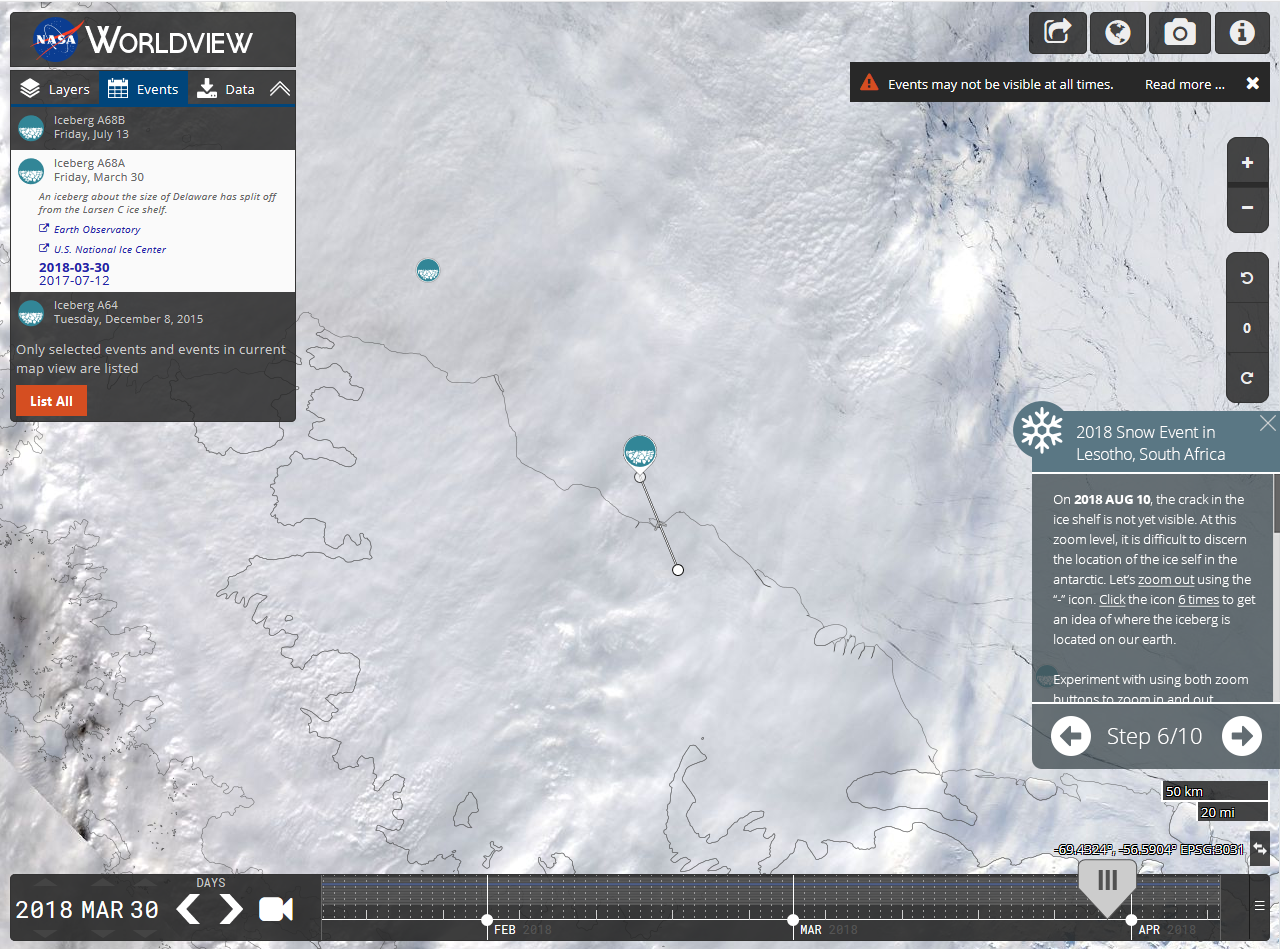 NASA WORLDVIEW
Layers Events Data
Iceberg A68B
Friday, July 13
Iceberg A68A
Friday, March 30
An iceberg about the size of Delaware has split off
from the Larsen C ice shelf.
Earth Observatory
U.S. National Ice Center
2018-03-30
2017-07-12
Iceberg A64
Tuesday, December 8, 2015
Only selected events and events in current
map view are listed
List All
Events may not be visible at all times. Read more ...
+
−
0
2018 Snow Event in
Lesotho, South Africa
On 2018 AUG 10, the crack in the
ice shelf is not yet visible. At this
zoom level, it is difficult to discern
the location of the ice self in the
antarctic. Let's zoom out using the
"-" icon. Click the icon 6 times to get
an idea of where the iceberg is
located on our earth.
Experiment with using both zoom
buttons to zoom in and out
Step 6/10
50 km
20 mi
-69.4324°, -56.5904° EPSG:3031
DAYS
2018 MAR 30
FEB 2018
MAR 2018
APR 2018